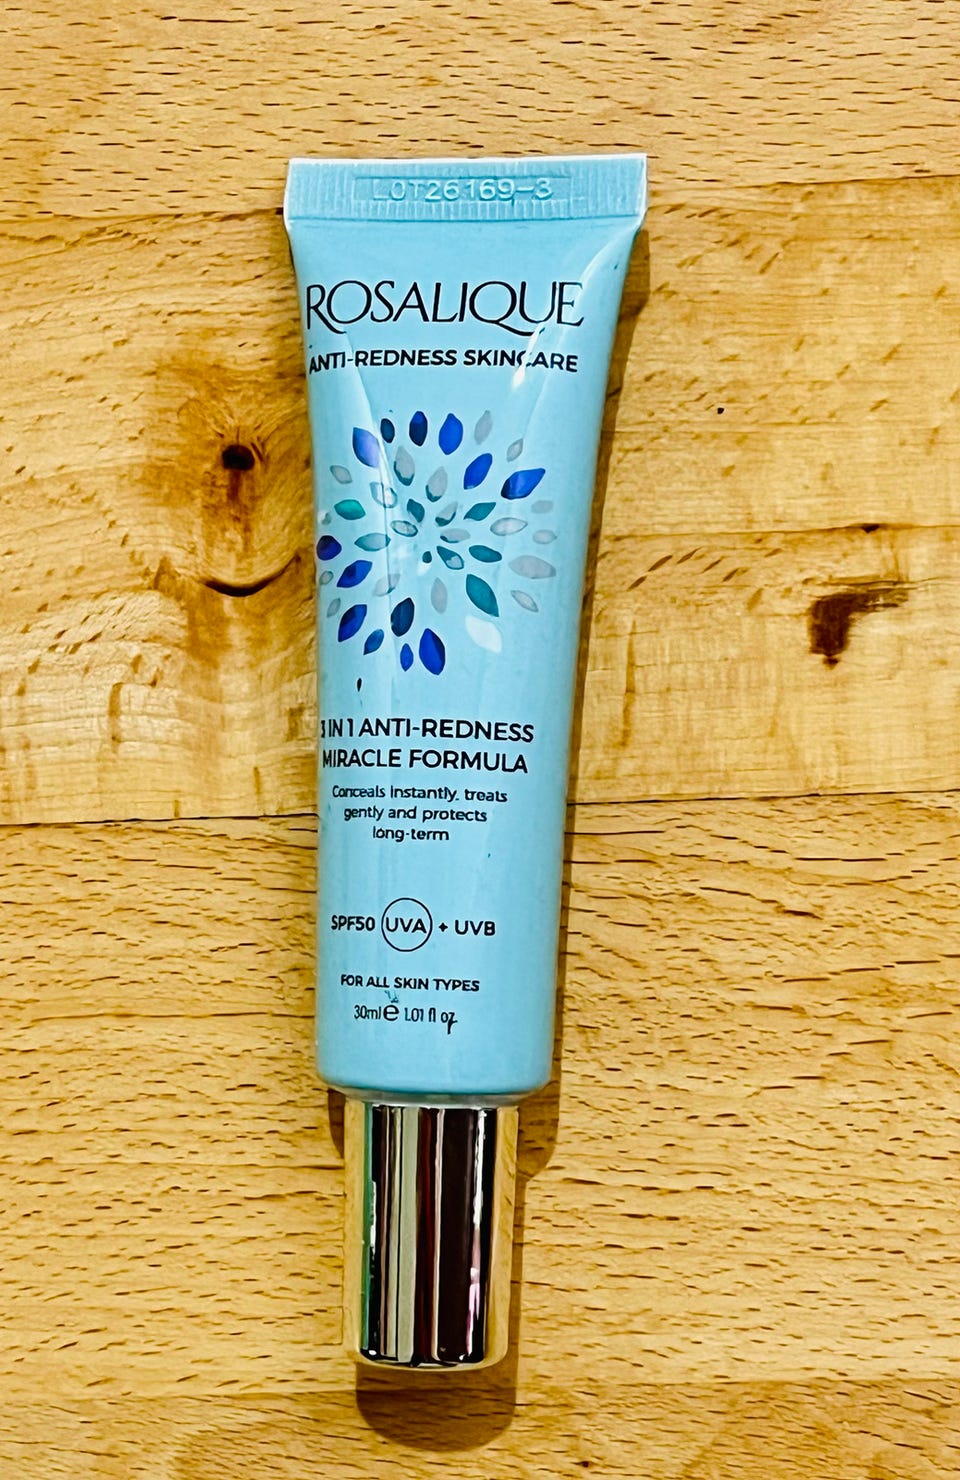 LOT26169-3
ROSALIQUE
ANTI-REDNESS SKINCARE
3 IN 1 ANTI-REDNESS
MIRACLE FORMULA
Conceals instantly, treats
gently and protects
long-term
SPF50 UVA + UVB
FOR ALL SKIN TYPES
30ml e 1.01 fl oz